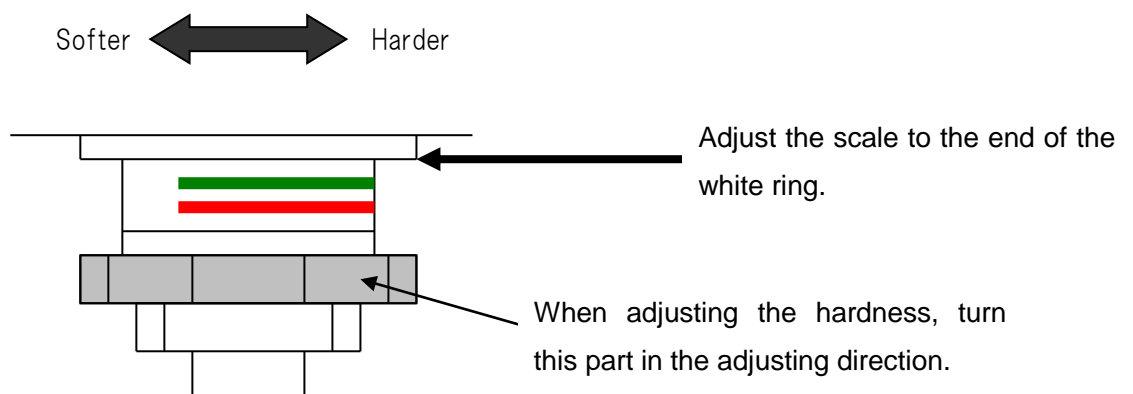 Softer Harder
Adjust the scale to the end of the
white ring.
When adjusting the hardness, turn
this part in the adjusting direction.